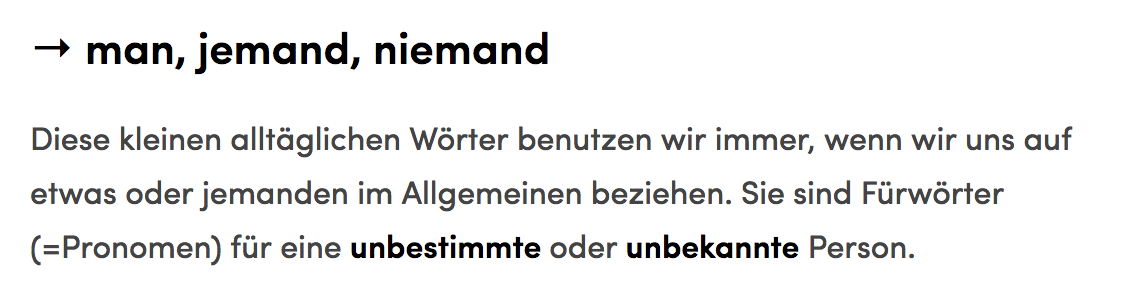 → man, jemand, niemand
Diese kleinen alltäglichen Wörter benutzen wir immer, wenn wir uns auf
etwas oder jemanden im Allgemeinen beziehen. Sie sind Fürwörter
(=Pronomen) für eine unbestimmte oder unbekannte Person.